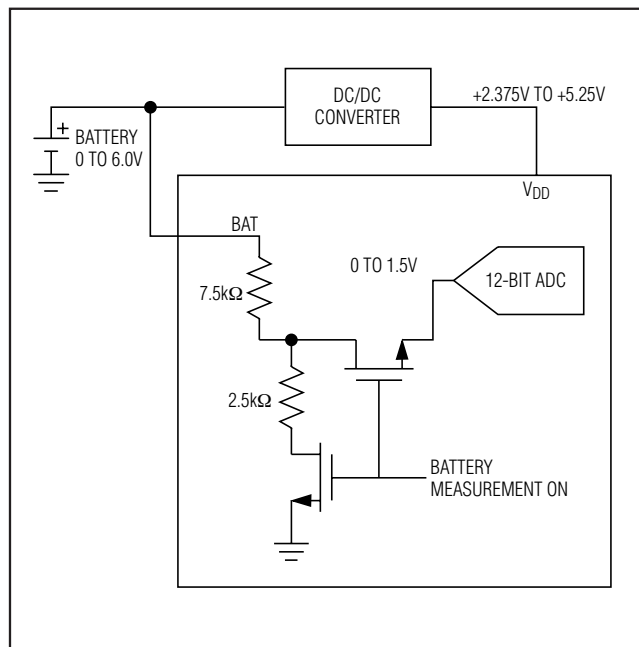 DC/DC
CONVERTER
+2.375V TO +5.25V
+
BATTERY
0 TO 6.0V
VDD
BAT
0 TO 1.5V
12-BIT ADC
7.5kΩ
2.5kΩ
BATTERY
MEASUREMENT ON